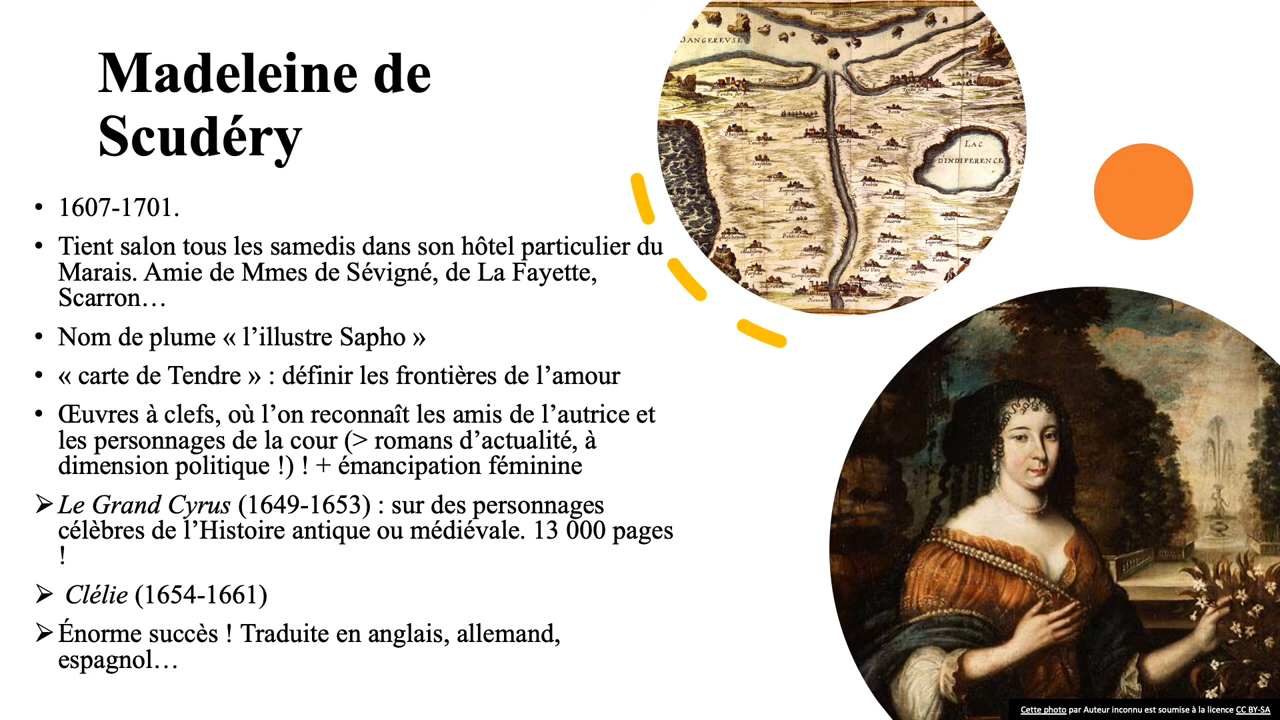 Madeleine de
Scudéry
• 1607-1701.
• Tient salon tous les samedis dans son hôtel particulier du
Marais. Amie de Mmes de Sévigné, de La Fayette,
Scarron…
• Nom de plume « l’illustre Sapho »
• « carte de Tendre » : définir les frontières de l’amour
• Œuvres à clefs, où l’on reconnaît les amis de l’autrice et
les personnages de la cour (> romans d’actualité, à
dimension politique !) ! + émancipation féminine
➢ Le Grand Cyrus (1649-1653) : sur des personnages
célèbres de l’Histoire antique ou médiévale. 13 000 pages
!
➢ Clélie (1654-1661)
➢ Énorme succès ! Traduite en anglais, allemand,
espagnol…
DANGEREUSE
LAC
DINDIFERENCE
Cette photo par Auteur inconnu est soumise à la licence CC BY-SA